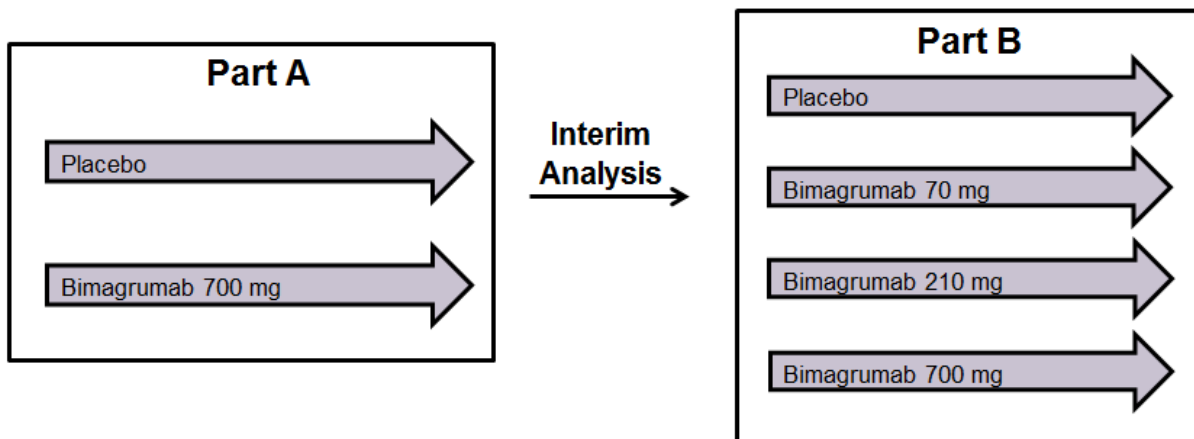 Part A
Placebo
Bimagrumab 700 mg
Interim
Analysis
Part B
Placebo
Bimagrumab 70 mg
Bimagrumab 210 mg
Bimagrumab 700 mg